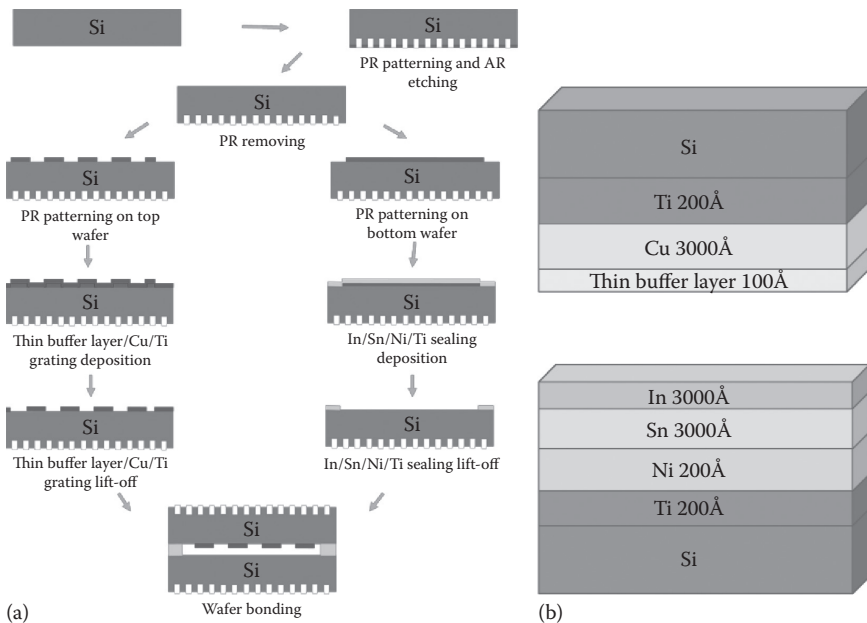 Si
Si
PR patterning and AR
etching
Si
PR removing
Si
PR patterning on top
wafer
Si
PR patterning on
bottom wafer
Si
Thin buffer layer/Cu/Ti
grating deposition
Si
In/Sn/Ni/Ti sealing
deposition
Si
Thin buffer layer/Cu/Ti
grating lift-off
Si
In/Sn/Ni/Ti sealing lift-off
Si
Si
Wafer bonding
(a)
Si
Ti 200Å
Cu 3000Å
Thin buffer layer 100Å
In 3000Å
Sn 3000Å
Ni 200Å
Ti 200Å
Si
(b)